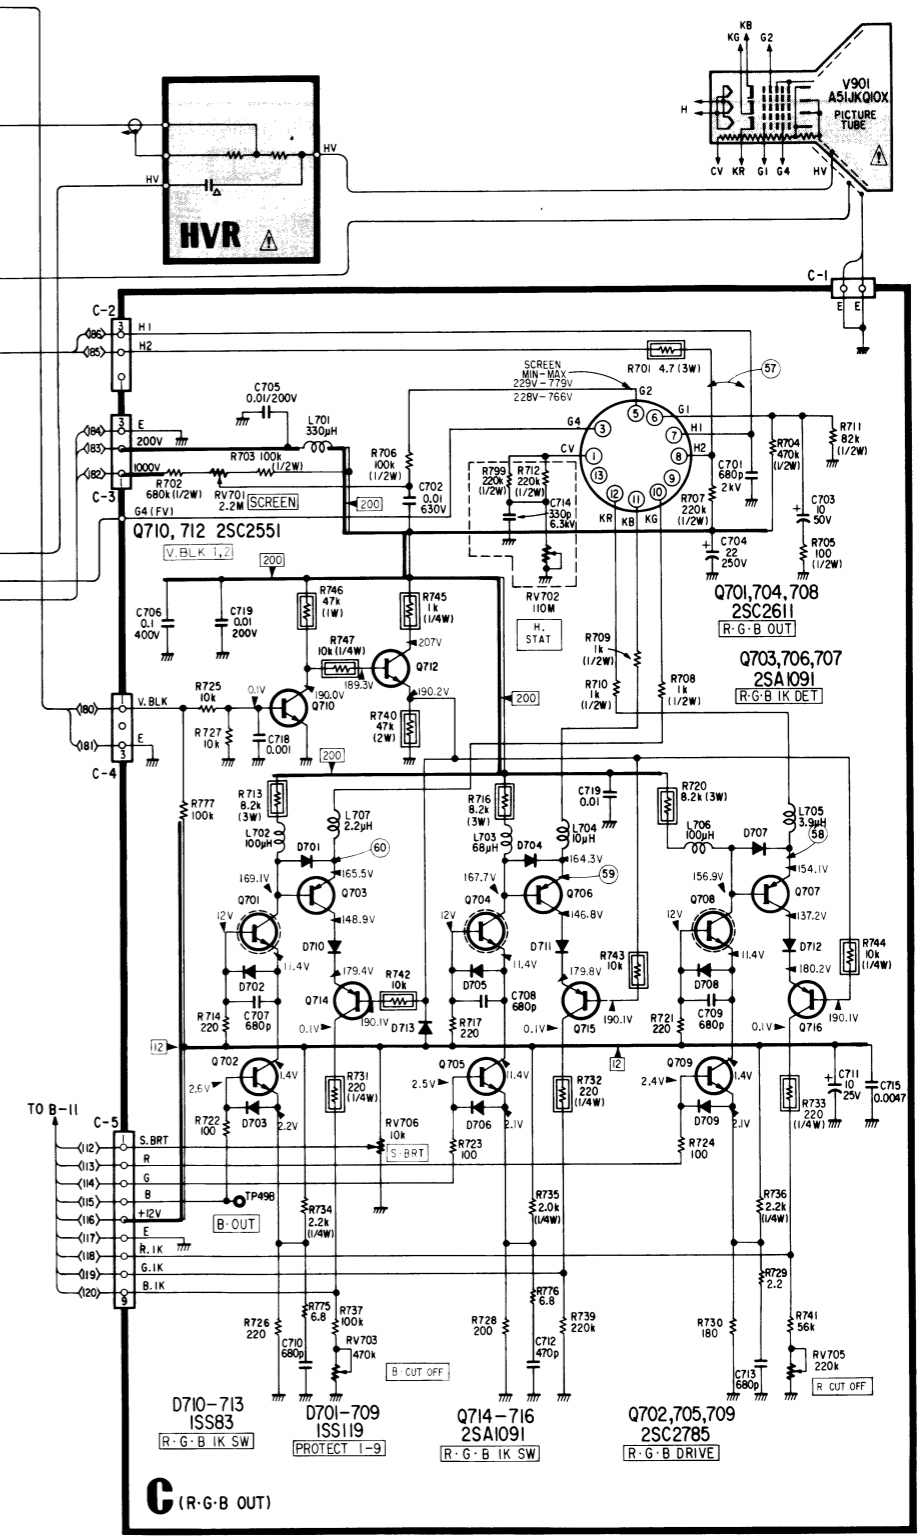 KB
KG G2
V901
A51JKQ10X
PICTURE
TUBE
H
CV KR G1 G4 HV
HV
HV
HVR
C-1
E E
C-2
3
(186) H1
(185) H2
1
R701 4.7 (3W)
57
SCREEN
MIN-MAX
229V-779V
228V-766V
G2
C705
0.01/200V
L701
330μH
C-3
3
(184) E
(183) 200V
(182) 1000V
1
R702
680k(1/2W)
R703 100k
(1/2W)
RV701
2.2M
SCREEN
R706
100k
(1/2W)
C702
0.01
630V
200
G4 (FV)
G4
CV
5 6 G1
3 7 H1
1 8 H2
13 9
12 11 10
KR KB KG
R799
220k
(1/2W)
R712
220k
(1/2W)
C714
330p
6.3kV
RV702
110M
H.
STAT
R707
220k
(1/2W)
C701
680p
2kV
R704
470k
(1/2W)
R711
82k
(1/2W)
C703
10
50V
R705
100
(1/2W)
C704
22
250V
Q710, 712 2SC2551
V.BLK 1,2
200
C706
0.1
400V
C719
0.01
200V
R746
47k
(1W)
R745
1k
(1/4W)
R747
10k (1/4W)
207V
Q712
189.3V
190.2V
R740
47k
(2W)
190.0V
Q710
0.1V
C718
0.001
R725
10k
R727
10k
200
Q701,704,708
2SC2611
R·G·B OUT
Q703,706,707
2SA1091
R·G·B IK DET
R709
1k
(1/2W)
R710
1k
(1/2W)
R708
1k
(1/2W)
(180) 1 V.BLK
(181) 3 E
C-4
R777
100k
200
R713
8.2k
(3W)
L702
100μH
L707
2.2μH
D701
60
165.5V
169.1V
Q701
Q703
12V
148.9V
D710
11.4V
179.4V
D702
C707
680p
R714
220
Q714
R742
10k
190.1V
D713
0.1V
R716
8.2k
(3W)
L703
68μH
L704
10μH
D704
164.3V
59
167.7V
Q704
Q706
12V
146.8V
D711
11.4V
179.8V
D705
C708
680p
R717
220
Q715
R743
10k
190.1V
0.1V
C719
0.01
R720
8.2k (3W)
L706
100μH
L705
3.9μH
D707
58
154.1V
156.9V
Q708
Q707
12V
137.2V
D712
11.4V
180.2V
D708
C709
680p
R721
220
Q716
R744
10k
(1/4W)
190.1V
0.1V
12
12
Q702
2.6V
1.4V
D703
2.2V
R722
100
R731
220
(1/4W)
RV706
10k
S·BRT
Q705
2.5V
11.4V
D706
2.1V
R723
100
R732
220
(1/4W)
Q709
2.4V
1.4V
D709
2.1V
R724
100
R733
220
(1/4W)
C711
10
25V
C715
0.0047
TO B-11
C-5
1
(112) S.BRT
(113) R
(114) G
(115) B
(116) +12V
(117) E
(118) R.IK
(119) G.IK
(120) B.IK
9
TP49B
B·OUT
R734
2.2k
(1/4W)
R735
2.0k
(1/4W)
R736
2.2k
(1/4W)
R726
220
R775
6.8
C710
680p
R737
100k
RV703
470k
B·CUT OFF
R728
200
R776
6.8
C712
470p
R739
220k
R730
180
R729
2.2
C713
680p
R741
56k
RV705
220k
R CUT OFF
D710-713
1SS83
R·G·B IK SW
D701-709
1SS119
PROTECT 1-9
Q714-716
2SA1091
R·G·B IK SW
Q702,705,709
2SC2785
R·G·B DRIVE
C (R·G·B OUT)